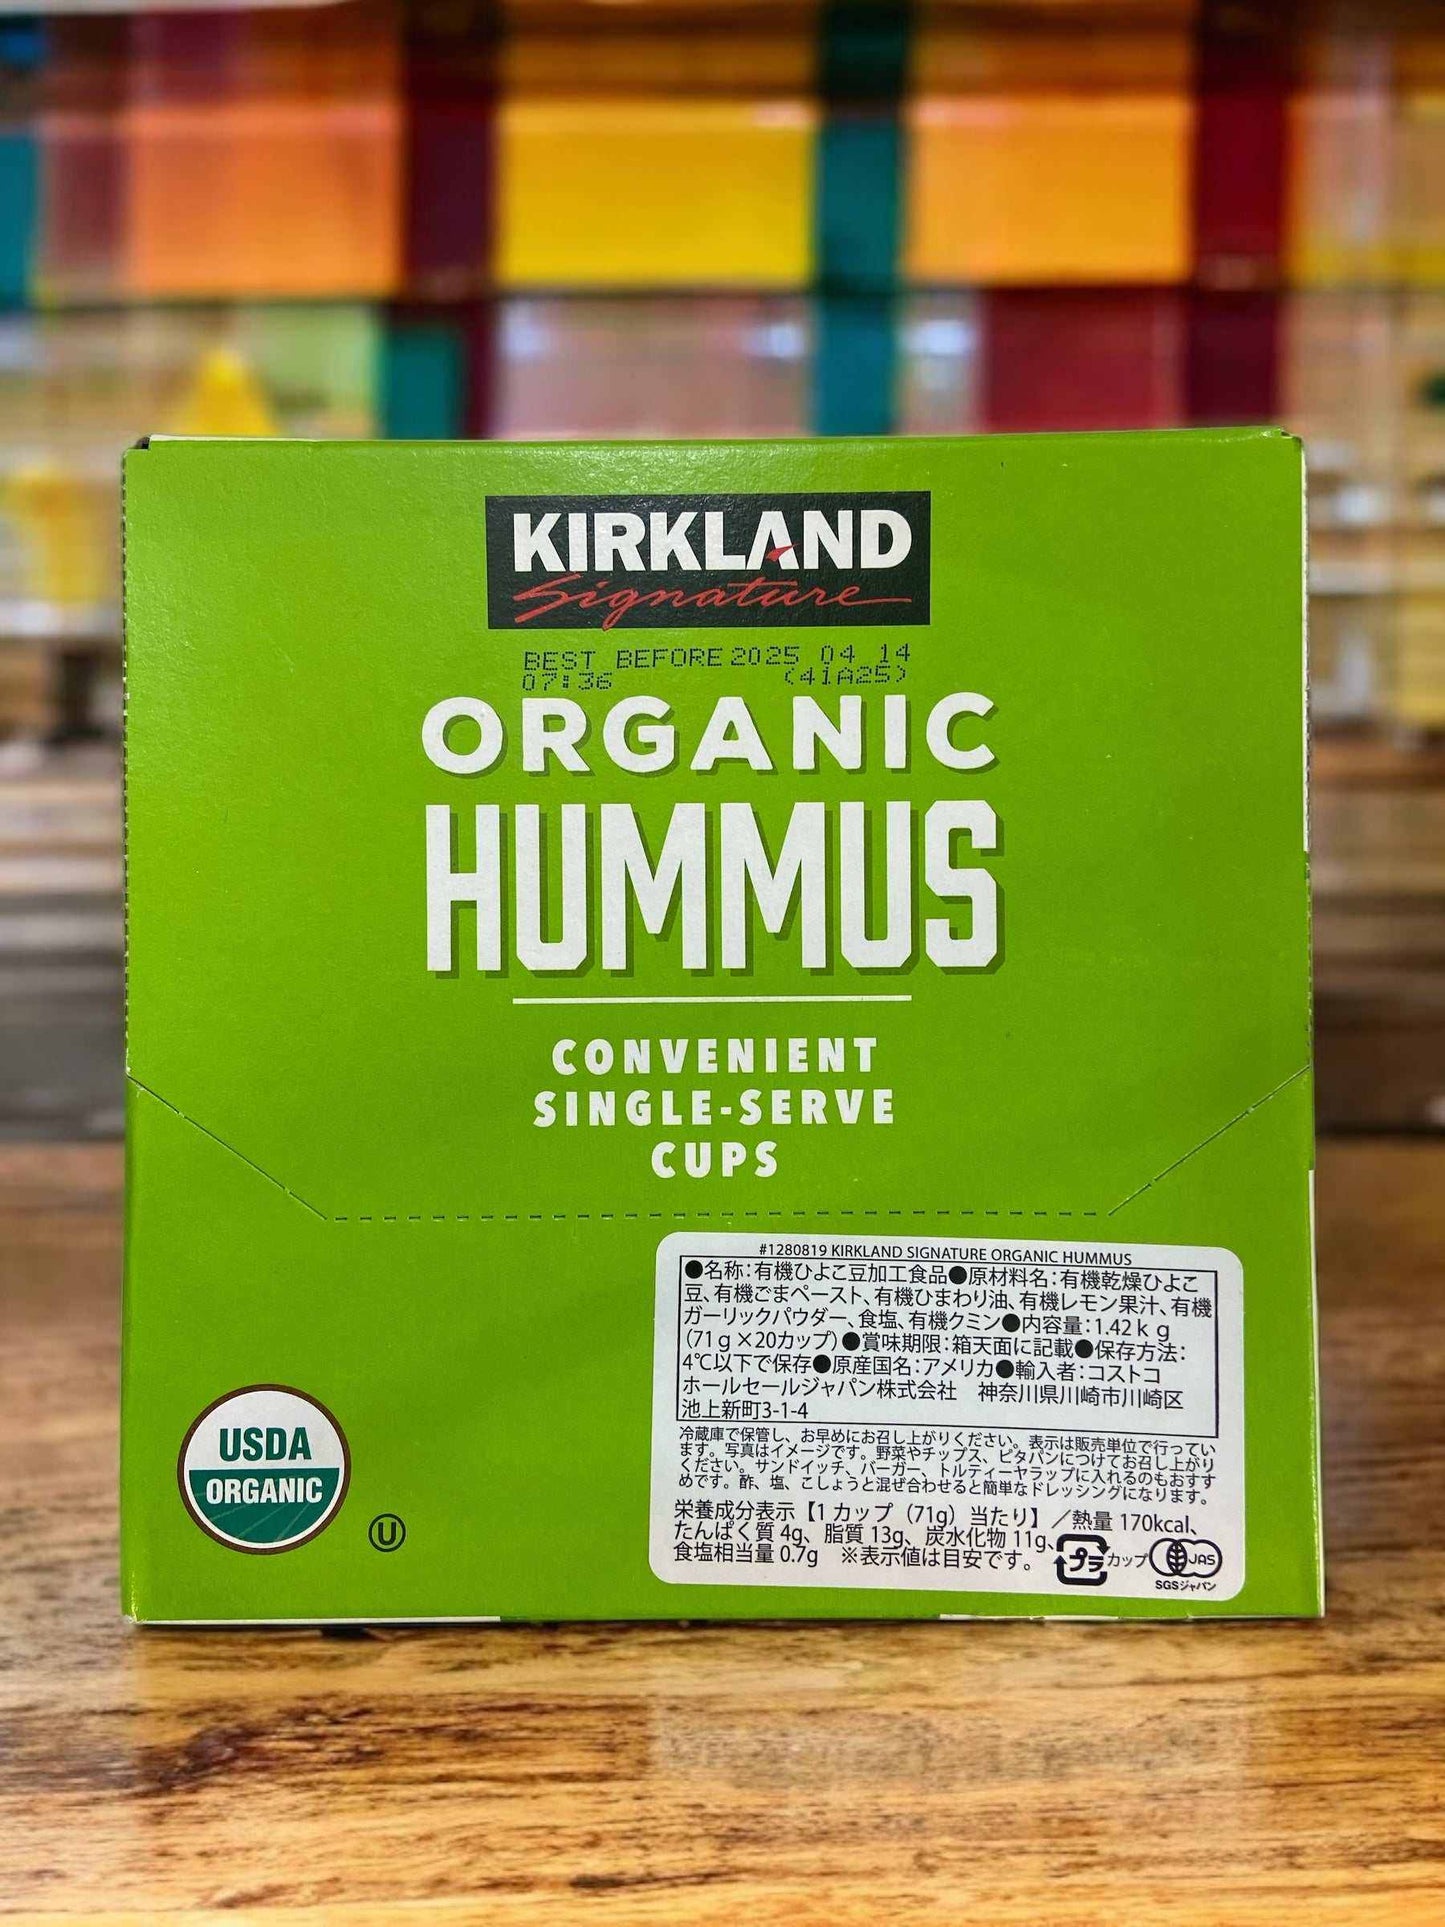 KIRKLAND
Signature
BEST BEFORE 2025 04 14
07:36 (41A25)
ORGANIC
HUMMUS
CONVENIENT
SINGLE-SERVE
CUPS
#1280819 KIRKLAND SIGNATURE ORGANIC HUMMUS
●名称:有機ひよこ豆加工食品●原材料名:有機乾燥ひよこ
豆、有機ごまペースト、有機ひまわり油、有機レモン果汁、有機
ガーリックパウダー、食塩、有機クミン●内容量:1.42ｋｇ
(71ｇ×20カップ)●賞味期限:箱天面に記載●保存方法:
4℃以下で保存●原産国名:アメリカ●輸入者:コストコ
ホールセールジャパン株式会社　神奈川県川崎市川崎区
池上新町3-1-4
冷蔵庫で保管し、お早めにお召し上がりください。表示は販売単位で行ってい
ます。写真はイメージです。野菜やチップス、ピタパンにつけてお召し上がり
ください。サンドイッチ、バーガー、トルティーヤラップに入れるのもおすす
めです。酢、塩、こしょうと混ぜ合わせると簡単なドレッシングになります。
栄養成分表示【1 カップ（71g）当たり】／熱量 170kcal、
たんぱく質 4g、脂質 13g、炭水化物 11g、
食塩相当量 0.7g　※表示値は目安です。
プラ カップ JAS
SGSジャパン
USDA
ORGANIC
U